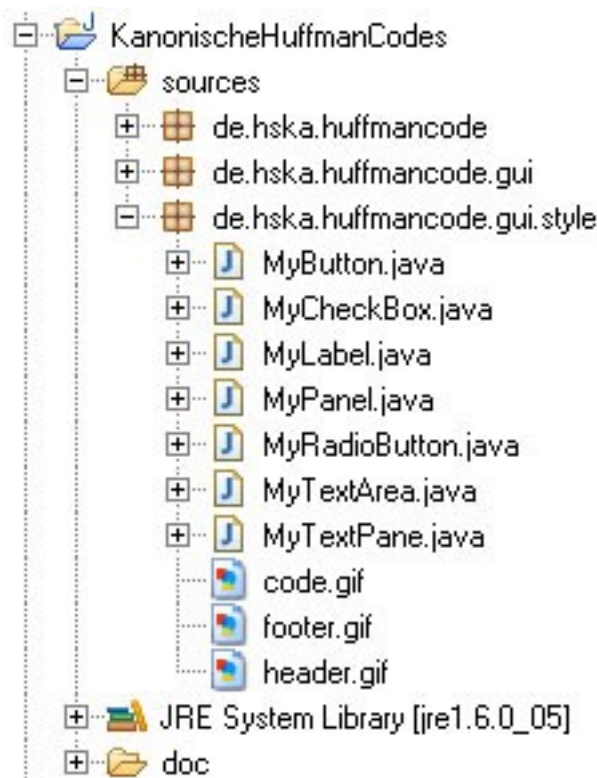 KanonischeHuffmanCodes
sources
de.hska.huffmancode
de.hska.huffmancode.gui
de.hska.huffmancode.gui.style
MyButton.java
MyCheckBox.java
MyLabel.java
MyPanel.java
MyRadioButton.java
MyTextArea.java
MyTextPane.java
code.gif
footer.gif
header.gif
JRE System Library [jre1.6.0_05]
doc